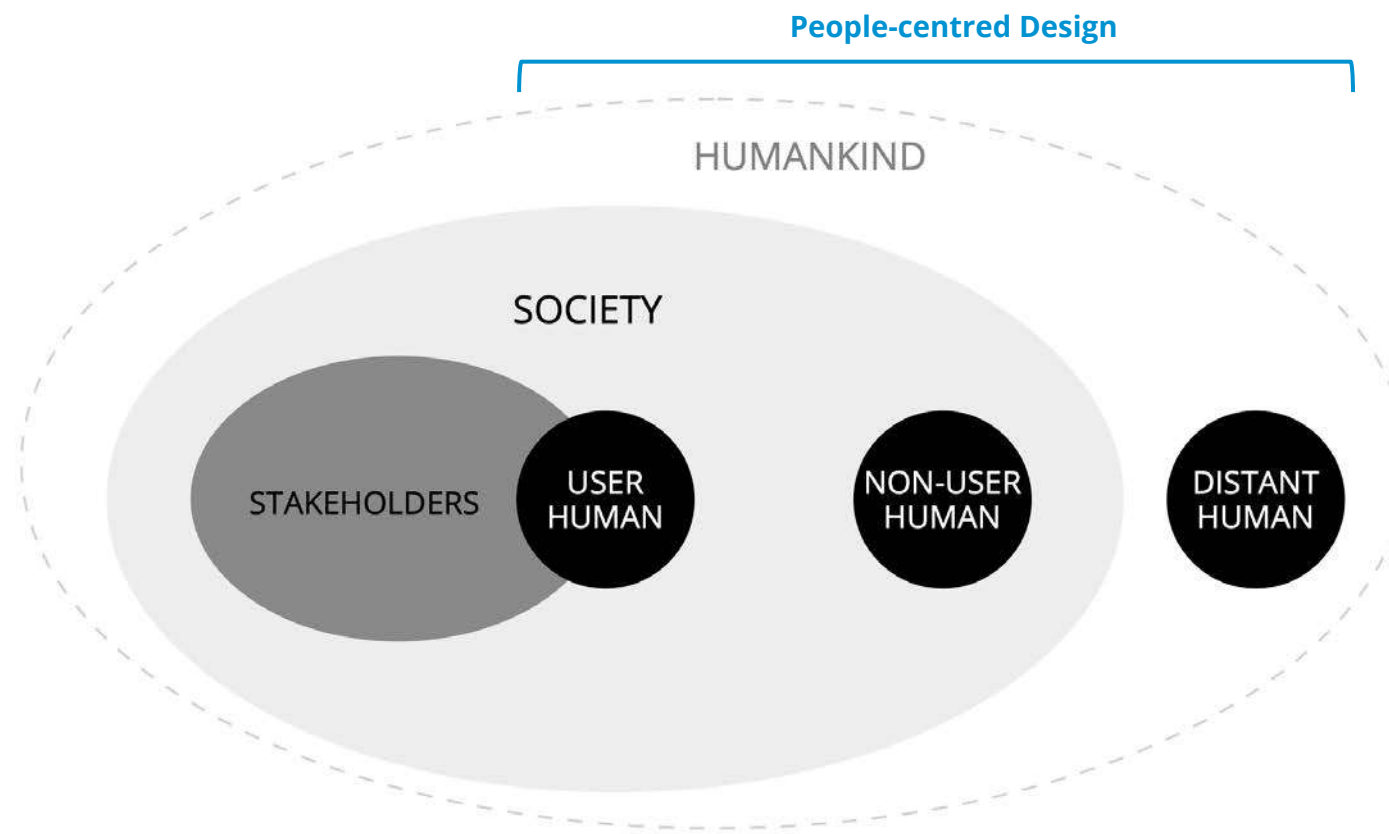 People-centred Design
HUMANKIND
SOCIETY
STAKEHOLDERS
USER
HUMAN
NON-USER
HUMAN
DISTANT
HUMAN